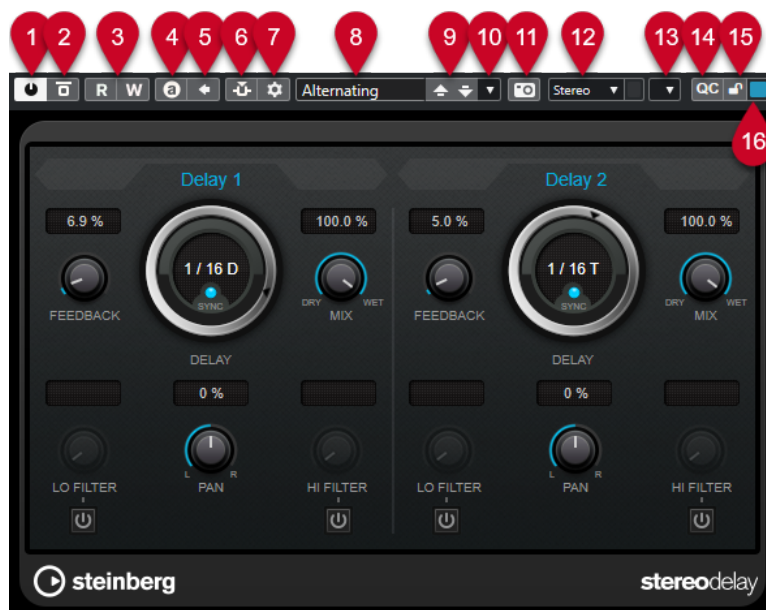 1 2 3 4 5 6 7 8 9 10 11 12 13 14 15
R W a Alternating Stereo QC
16
Delay 1 Delay 2
6.9 % 100.0 % 5.0 % 100.0 %
1 / 16 D 1 / 16 T
SYNC SYNC
DRY WET DRY WET
FEEDBACK MIX FEEDBACK MIX
DELAY DELAY
0 % 0 %
L R L R
LO FILTER PAN HI FILTER LO FILTER PAN HI FILTER
steinberg stereodelay